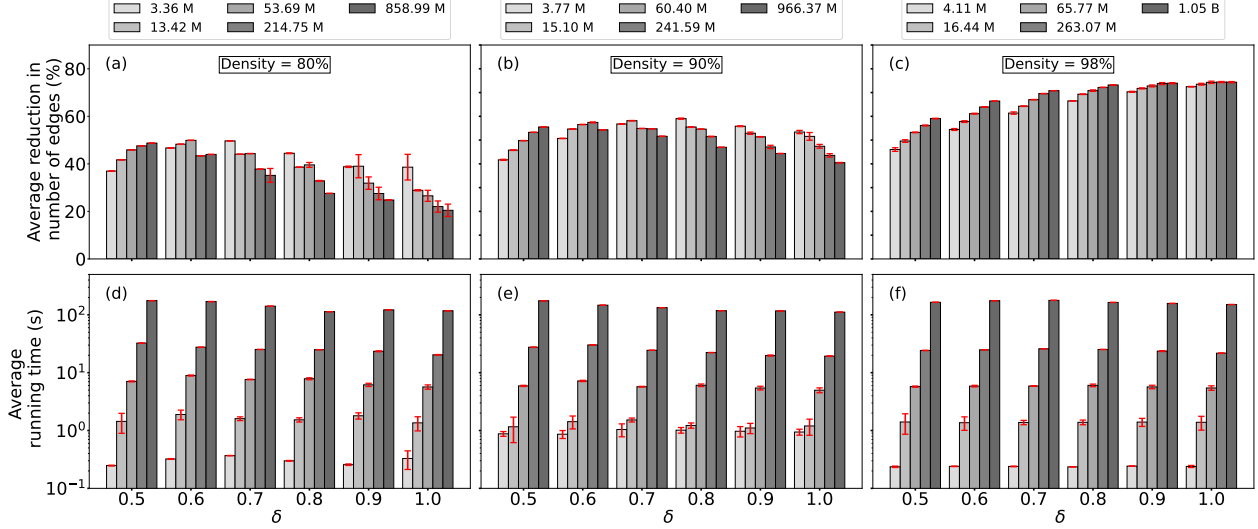 3.36 M 53.69 M 858.99 M
13.42 M 214.75 M
3.77 M 60.40 M 966.37 M
15.10 M 241.59 M
4.11 M 65.77 M 1.05 B
16.44 M 263.07 M
Average reduction in
number of edges (%)
80
60
40
20
0
(a) Density = 80%
(b) Density = 90%
(c) Density = 98%
Average
running time (s)
10²
10¹
10⁰
10⁻¹
(d)
(e)
(f)
0.5 0.6 0.7 0.8 0.9 1.0
δ
0.5 0.6 0.7 0.8 0.9 1.0
δ
0.5 0.6 0.7 0.8 0.9 1.0
δ